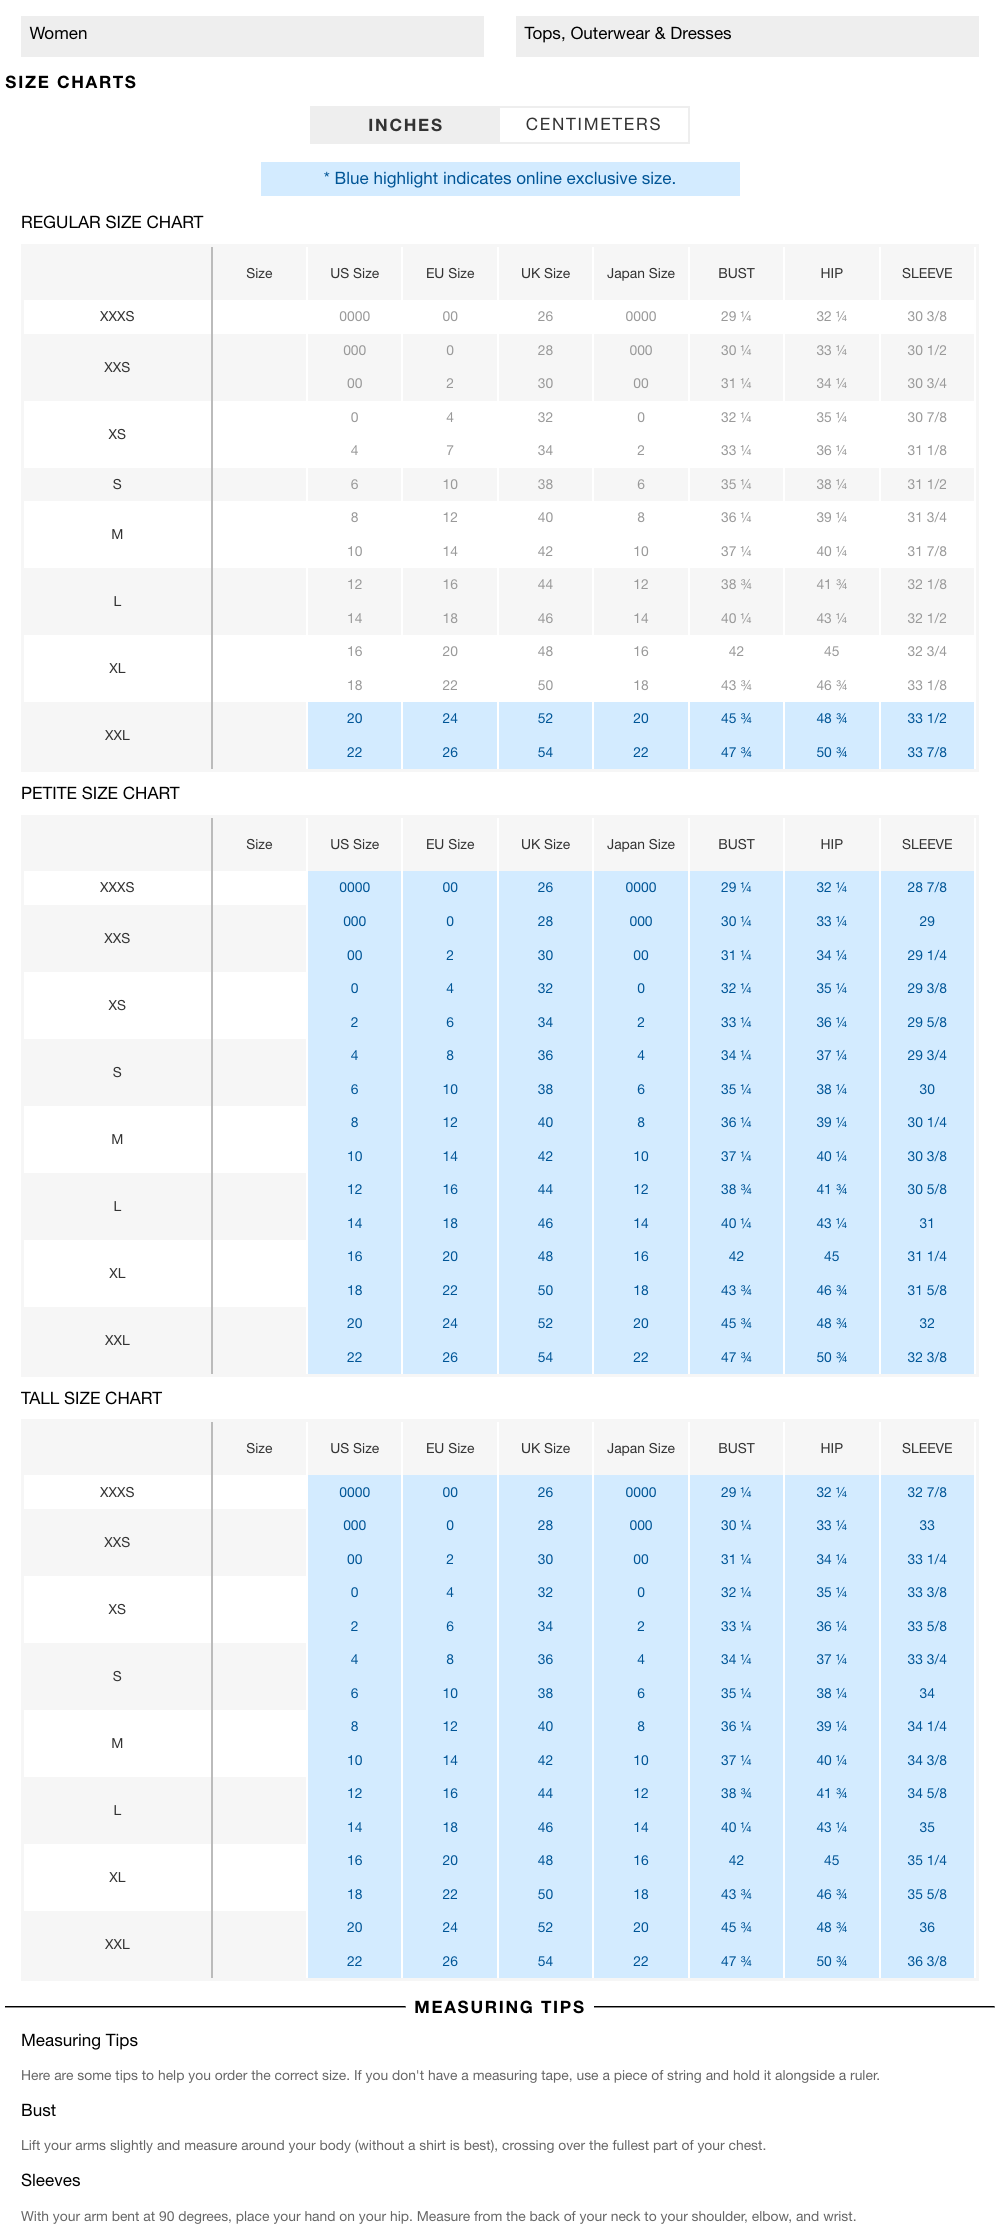 Women Tops, Outerwear & Dresses
SIZE CHARTS
INCHES CENTIMETERS
* Blue highlight indicates online exclusive size.
REGULAR SIZE CHART
Size US Size EU Size UK Size Japan Size BUST HIP SLEEVE
XXXS 0000 00 26 0000 29 ¼ 32 ¼ 30 3/8
000 0 28 000 30 ¼ 33 ¼ 30 1/2
XXS
00 2 30 00 31 ¼ 34 ¼ 30 3/4
0 4 32 0 32 ¼ 35 ¼ 30 7/8
XS
4 7 34 2 33 ¼ 36 ¼ 31 1/8
S 6 10 38 6 35 ¼ 38 ¼ 31 1/2
8 12 40 8 36 ¼ 39 ¼ 31 3/4
M
10 14 42 10 37 ¼ 40 ¼ 31 7/8
12 16 44 12 38 ¾ 41 ¾ 32 1/8
L
14 18 46 14 40 ¼ 43 ¼ 32 1/2
16 20 48 16 42 45 32 3/4
XL
18 22 50 18 43 ¾ 46 ¾ 33 1/8
20 24 52 20 45 ¾ 48 ¾ 33 1/2
XXL
22 26 54 22 47 ¾ 50 ¾ 33 7/8
PETITE SIZE CHART
Size US Size EU Size UK Size Japan Size BUST HIP SLEEVE
XXXS 0000 00 26 0000 29 ¼ 32 ¼ 28 7/8
000 0 28 000 30 ¼ 33 ¼ 29
XXS
00 2 30 00 31 ¼ 34 ¼ 29 1/4
0 4 32 0 32 ¼ 35 ¼ 29 3/8
XS
2 6 34 2 33 ¼ 36 ¼ 29 5/8
4 8 36 4 34 ¼ 37 ¼ 29 3/4
S
6 10 38 6 35 ¼ 38 ¼ 30
8 12 40 8 36 ¼ 39 ¼ 30 1/4
M
10 14 42 10 37 ¼ 40 ¼ 30 3/8
12 16 44 12 38 ¾ 41 ¾ 30 5/8
L
14 18 46 14 40 ¼ 43 ¼ 31
16 20 48 16 42 45 31 1/4
XL
18 22 50 18 43 ¾ 46 ¾ 31 5/8
20 24 52 20 45 ¾ 48 ¾ 32
XXL
22 26 54 22 47 ¾ 50 ¾ 32 3/8
TALL SIZE CHART
Size US Size EU Size UK Size Japan Size BUST HIP SLEEVE
XXXS 0000 00 26 0000 29 ¼ 32 ¼ 32 7/8
000 0 28 000 30 ¼ 33 ¼ 33
XXS
00 2 30 00 31 ¼ 34 ¼ 33 1/4
0 4 32 0 32 ¼ 35 ¼ 33 3/8
XS
2 6 34 2 33 ¼ 36 ¼ 33 5/8
4 8 36 4 34 ¼ 37 ¼ 33 3/4
S
6 10 38 6 35 ¼ 38 ¼ 34
8 12 40 8 36 ¼ 39 ¼ 34 1/4
M
10 14 42 10 37 ¼ 40 ¼ 34 3/8
12 16 44 12 38 ¾ 41 ¾ 34 5/8
L
14 18 46 14 40 ¼ 43 ¼ 35
16 20 48 16 42 45 35 1/4
XL
18 22 50 18 43 ¾ 46 ¾ 35 5/8
20 24 52 20 45 ¾ 48 ¾ 36
XXL
22 26 54 22 47 ¾ 50 ¾ 36 3/8
MEASURING TIPS
Measuring Tips
Here are some tips to help you order the correct size. If you don't have a measuring tape, use a piece of string and hold it alongside a ruler.
Bust
Lift your arms slightly and measure around your body (without a shirt is best), crossing over the fullest part of your chest.
Sleeves
With your arm bent at 90 degrees, place your hand on your hip. Measure from the back of your neck to your shoulder, elbow, and wrist.